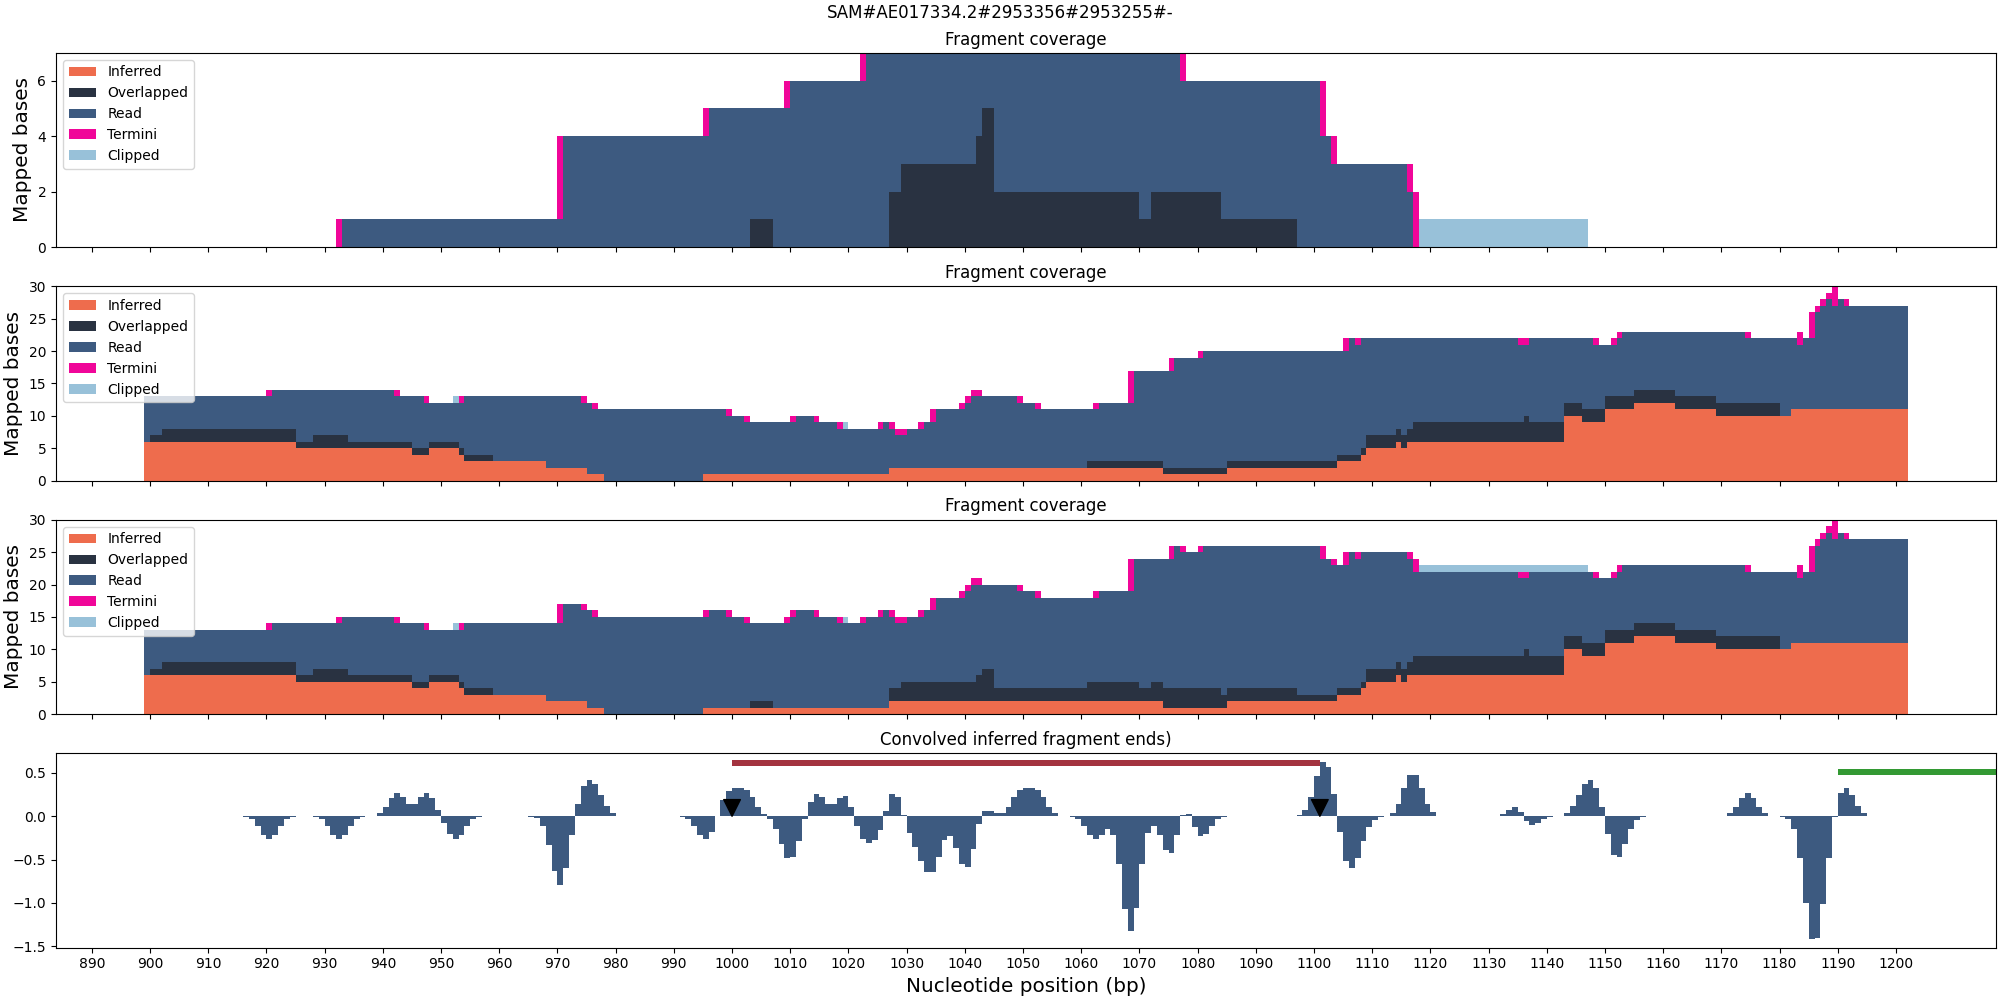 SAM#AE017334.2#2953356#2953255#-
Fragment coverage
Mapped bases
6
4
2
0
Inferred
Overlapped
Read
Termini
Clipped
Fragment coverage
Mapped bases
30
25
20
15
10
5
0
Inferred
Overlapped
Read
Termini
Clipped
Fragment coverage
Mapped bases
30
25
20
15
10
5
0
Inferred
Overlapped
Read
Termini
Clipped
Convolved inferred fragment ends)
0.5
0.0
−0.5
−1.0
−1.5
890 900 910 920 930 940 950 960 970 980 990 1000 1010 1020 1030 1040 1050 1060 1070 1080 1090 1100 1110 1120 1130 1140 1150 1160 1170 1180 1190 1200
Nucleotide position (bp)